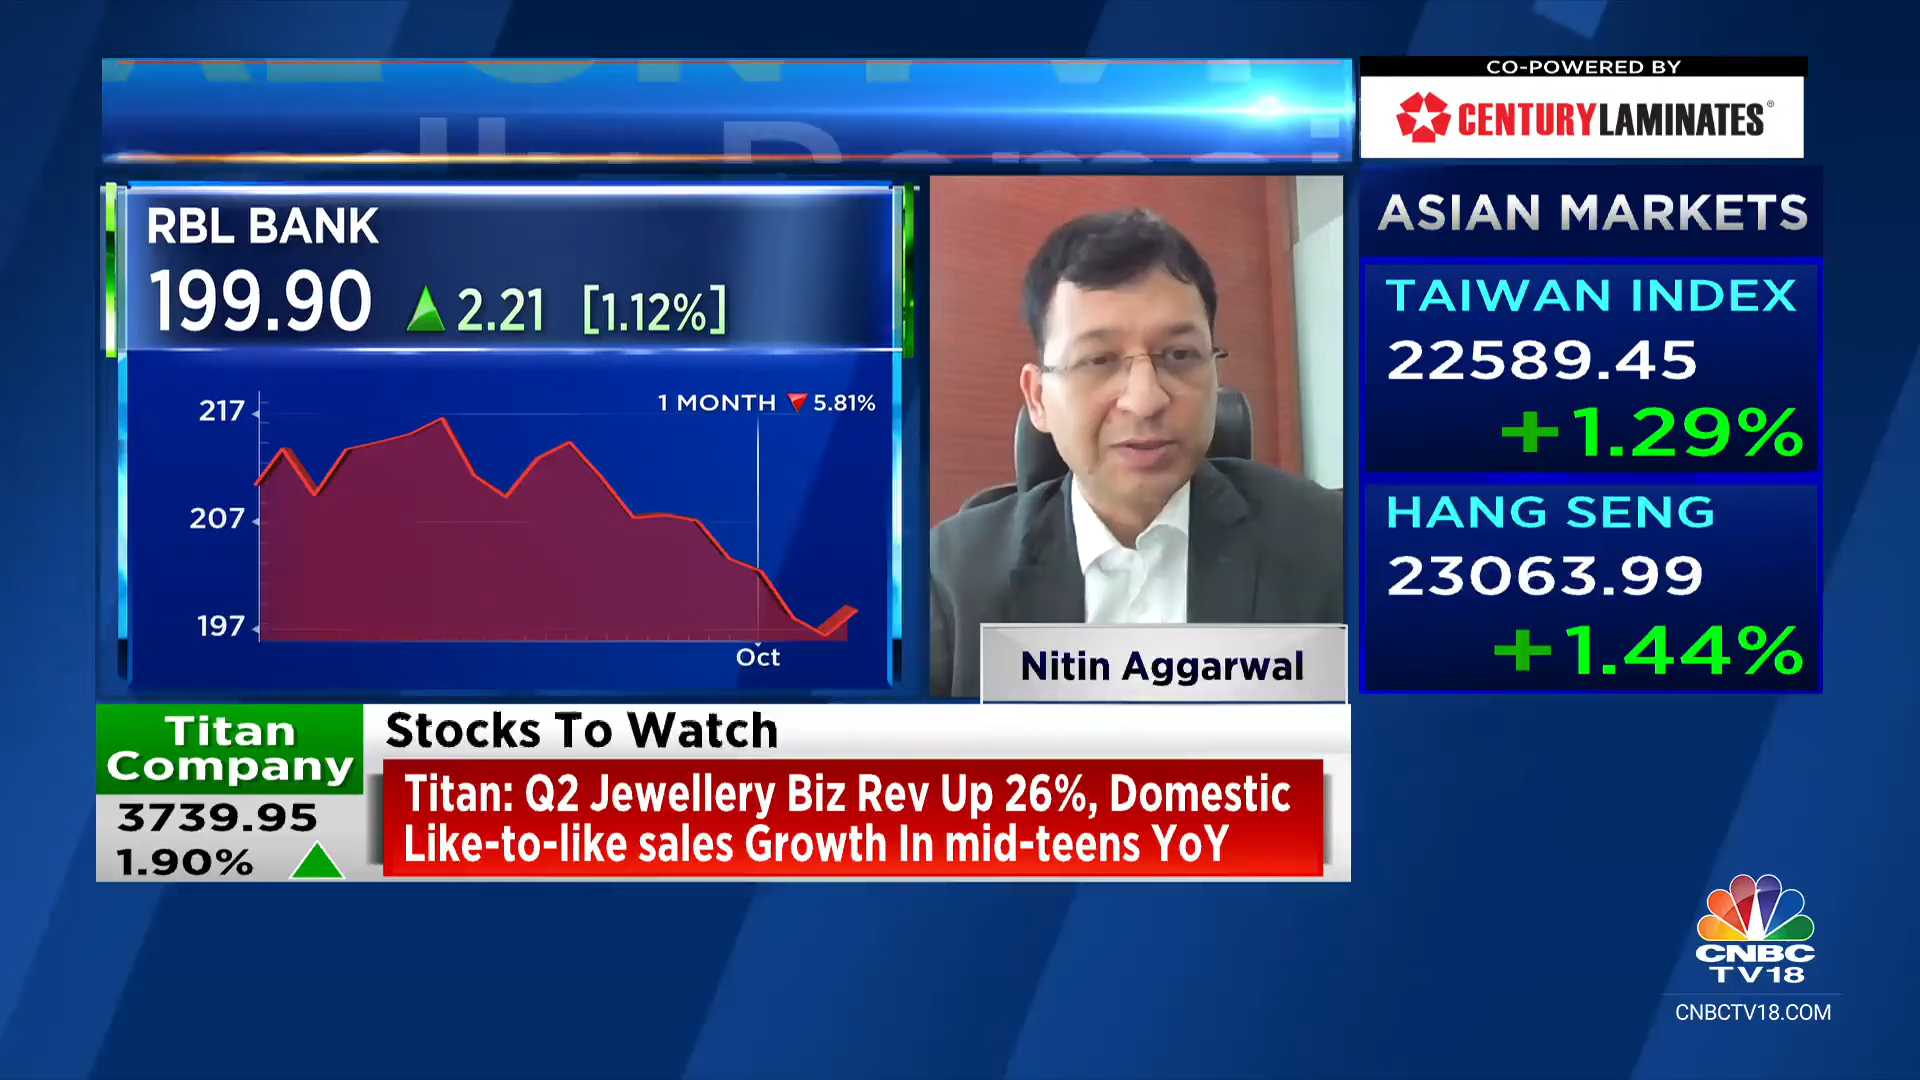 CO-POWERED BY
CENTURYLAMINATES®
RBL BANK
199.90 ▲ 2.21 [1.12%]
1 MONTH ▼ 5.81%
217
207
197
Oct
Nitin Aggarwal
ASIAN MARKETS
TAIWAN INDEX
22589.45
+1.29%
HANG SENG
23063.99
+1.44%
Titan
Company
3739.95
1.90% ▲
Stocks To Watch
Titan: Q2 Jewellery Biz Rev Up 26%, Domestic
Like-to-like sales Growth In mid-teens YoY
CNBC
TV18
CNBCTV18.COM